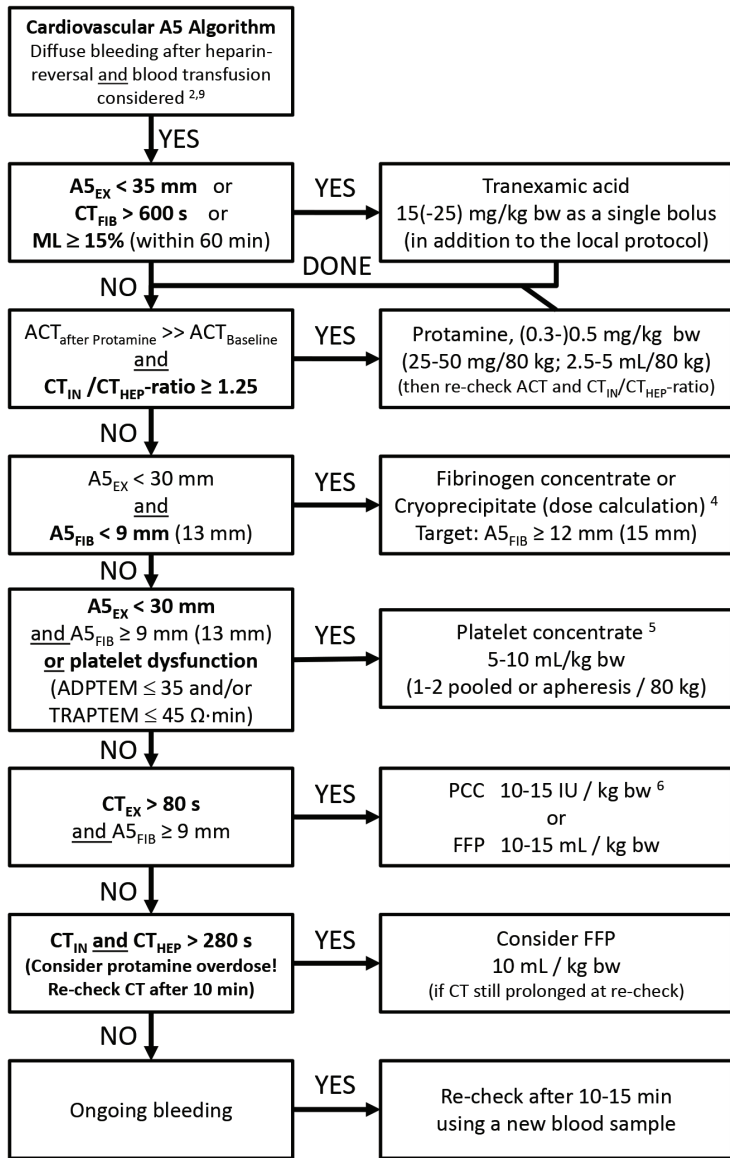 Cardiovascular A5 Algorithm
Diffuse bleeding after heparin-
reversal and blood transfusion
considered 2,9
YES
A5EX < 35 mm or
CTFIB > 600 s or
ML ≥ 15% (within 60 min)
YES
Tranexamic acid
15(-25) mg/kg bw as a single bolus
(in addition to the local protocol)
DONE
NO
ACTafter Protamine >> ACTBaseline
and
CTIN /CTHEP-ratio ≥ 1.25
YES
Protamine, (0.3-)0.5 mg/kg bw
(25-50 mg/80 kg; 2.5-5 mL/80 kg)
(then re-check ACT and CTIN/CTHEP-ratio)
NO
A5EX < 30 mm
and
A5FIB < 9 mm (13 mm)
YES
Fibrinogen concentrate or
Cryoprecipitate (dose calculation) 4
Target: A5FIB ≥ 12 mm (15 mm)
NO
A5EX < 30 mm
and A5FIB ≥ 9 mm (13 mm)
or platelet dysfunction
(ADPTEM ≤ 35 and/or
TRAPTEM ≤ 45 Ω·min)
YES
Platelet concentrate 5
5-10 mL/kg bw
(1-2 pooled or apheresis / 80 kg)
NO
CTEX > 80 s
and A5FIB ≥ 9 mm
YES
PCC 10-15 IU / kg bw 6
or
FFP 10-15 mL / kg bw
NO
CTIN and CTHEP > 280 s
(Consider protamine overdose!
Re-check CT after 10 min)
YES
Consider FFP
10 mL / kg bw
(if CT still prolonged at re-check)
NO
Ongoing bleeding
YES
Re-check after 10-15 min
using a new blood sample